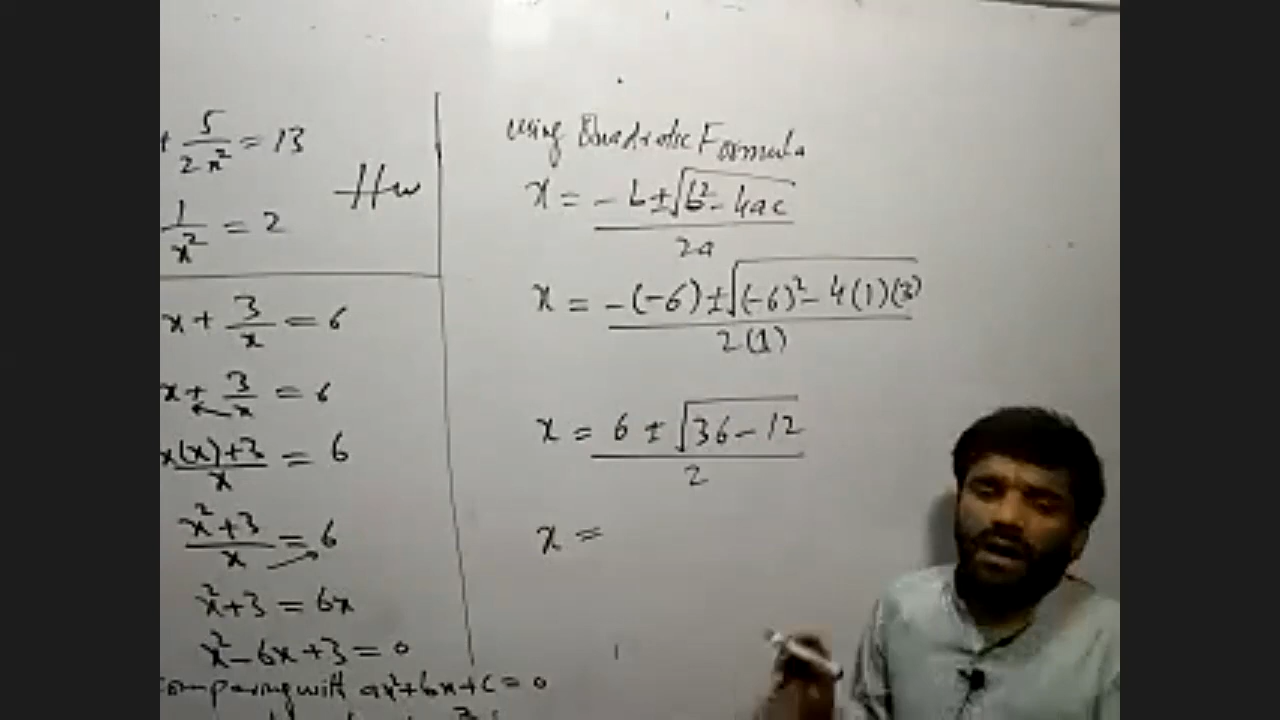 + 5/2x² = 13
1/x² = 2
Hw
x + 3/x = 6
x + 3/x = 6
x(x)+3/x = 6
x²+3/x = 6
x²+3 = 6x
x²-6x+3=0
comparing with ax²+bx+c=0
using Quadratic Formula
x = -b±√b²-4ac/2a
x = -(-6)±√(-6)²-4(1)(3)/2(1)
x = 6±√36-12/2
x =